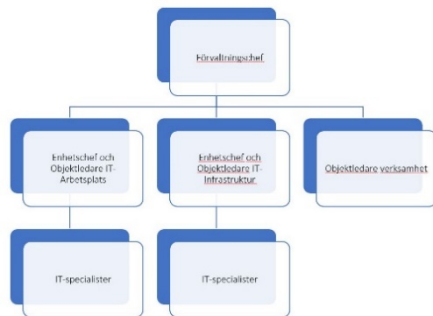 Förvaltningschef
Enhetschef och
Objektledare IT-
Arbetsplats
Enhetschef och
Objektledare IT-
Infrastruktur
Objektledare verksamhet
IT-specialister
IT-specialister